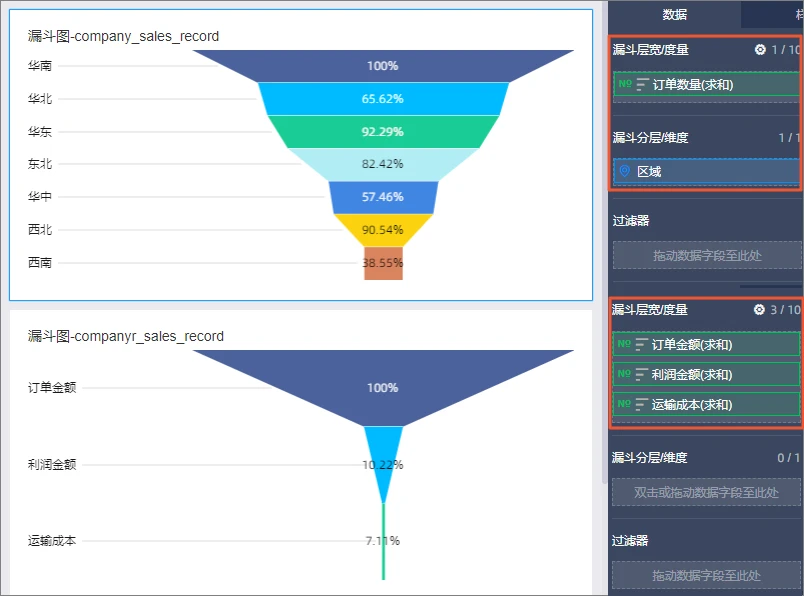 漏斗图-company_sales_record
华南
100%
华北
65.62%
华东
92.29%
东北
82.42%
华中
57.46%
西北
90.54%
西南
38.55%
漏斗图-companyr_sales_record
订单金额
100%
利润金额
10.22%
运输成本
7.11%
数据
漏斗层宽/度量
1 / 10
№ 订单数量(求和)
漏斗分层/维度
1 / 1
区域
过滤器
拖动数据字段至此处
漏斗层宽/度量
3 / 10
№ 订单金额(求和)
№ 利润金额(求和)
№ 运输成本(求和)
漏斗分层/维度
0 / 1
双击或拖动数据字段至此处
过滤器
拖动数据字段至此处